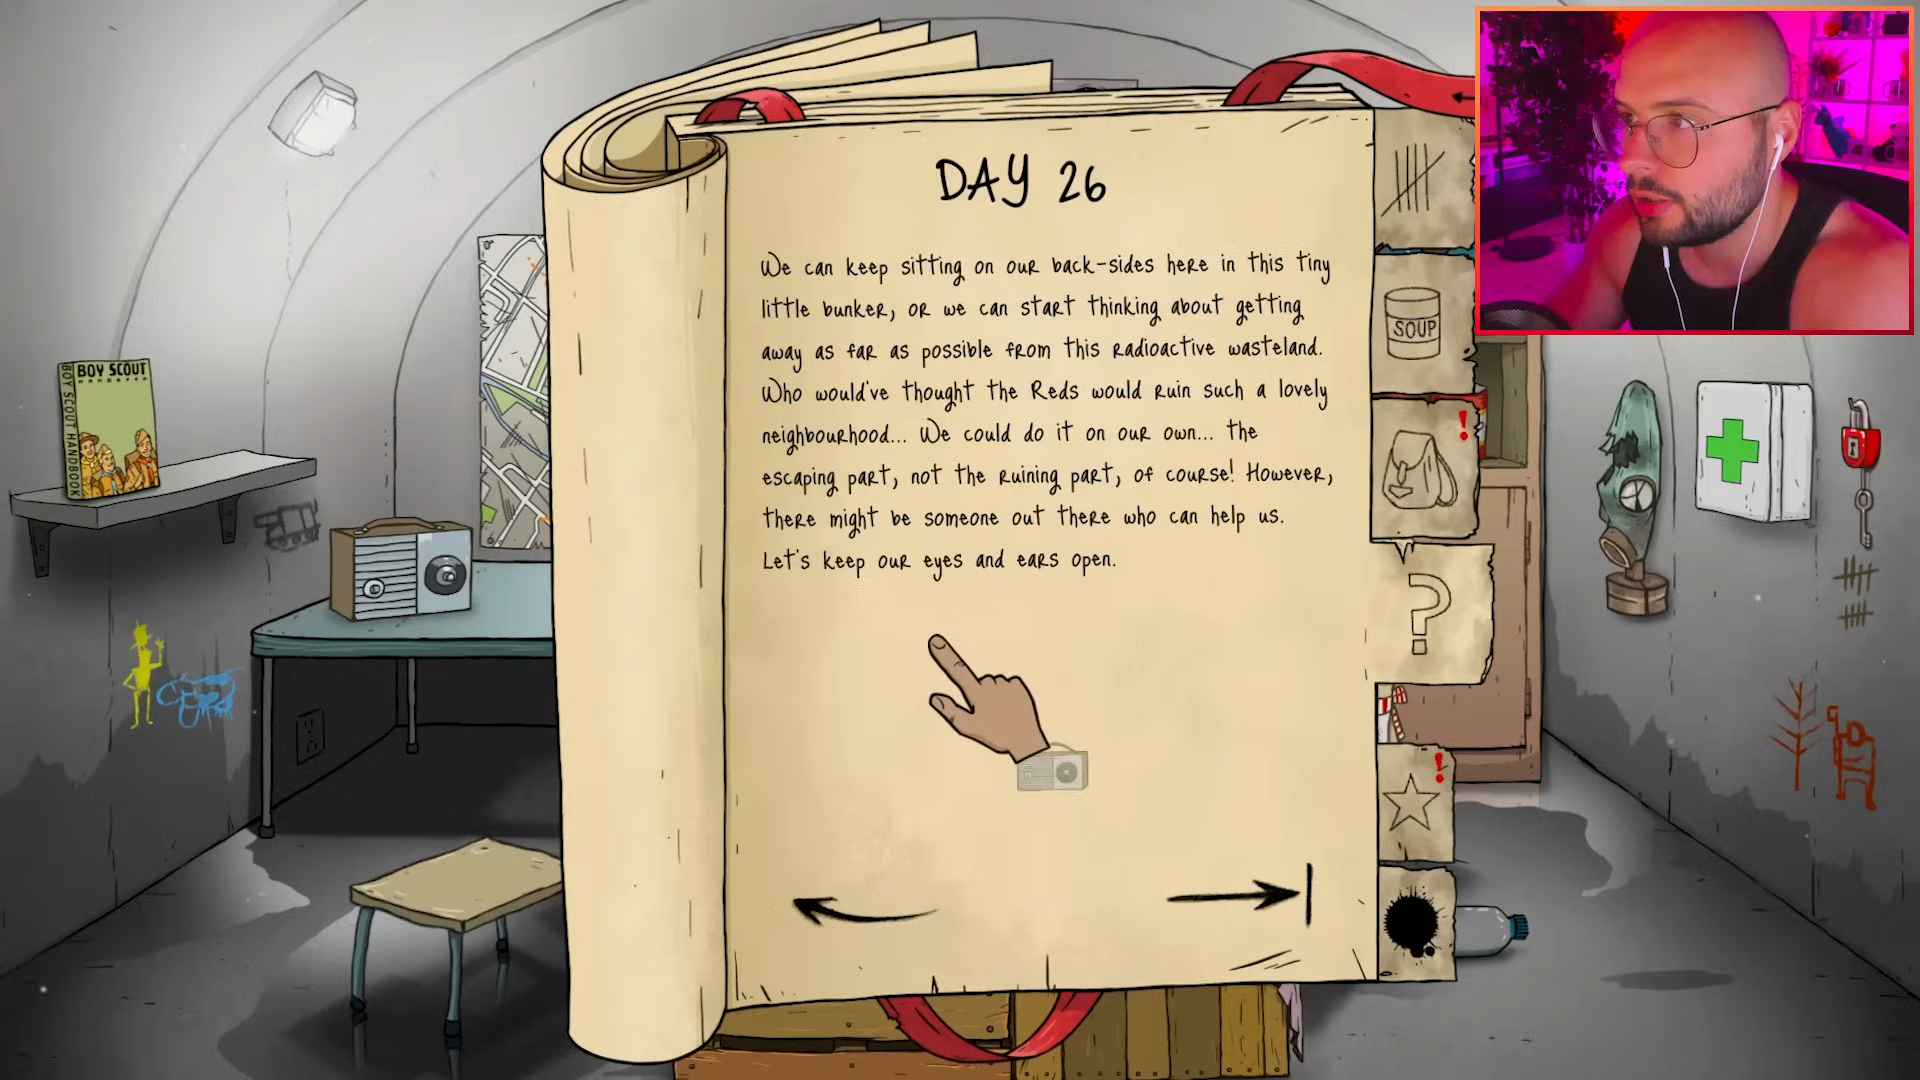 DAY 26
We can keep sitting on our back-sides here in this tiny
little bunker, or we can start thinking about getting
away as far as possible from this radioactive wasteland.
Who would've thought the Reds would ruin such a lovely
neighbourhood... We could do it on our own... the
escaping part, not the ruining part, of course! However,
there might be someone out there who can help us.
Let's keep our eyes and ears open.
SOUP
!
?
!
BOY SCOUT
HANDBOOK
BOY SCOUT HANDBOOK